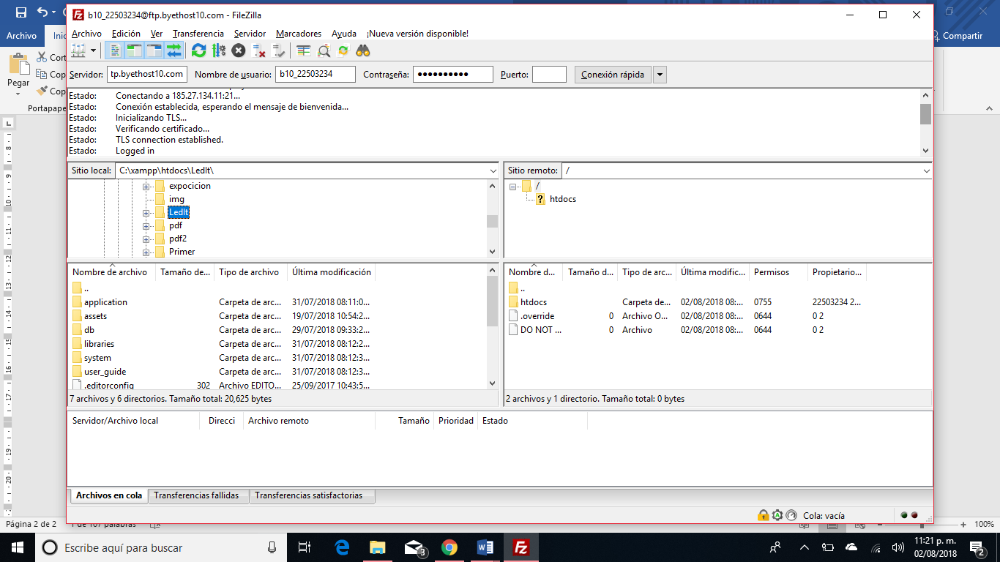 b10_22503234@ftp.byethost10.com - FileZilla
Archivo Edición Ver Transferencia Servidor Marcadores Ayuda ¡Nueva versión disponible!
Archivo
Compartir
Pegar
Portapape
Servidor: tp.byethost10.com Nombre de usuario: b10_22503234 Contraseña: ●●●●●●●●●● Puerto: Conexión rápida
Estado: Conectando a 185.27.134.11:21...
Estado: Conexión establecida, esperando el mensaje de bienvenida...
Estado: Inicializando TLS...
Estado: Verificando certificado...
Estado: TLS connection established.
Estado: Logged in
Sitio local: C:\xampp\htdocs\LedIt\
expocicion
img
LedIt
pdf
pdf2
Primer
Sitio remoto: /
/
htdocs
Nombre de archivo Tamaño de... Tipo de archivo Última modificación
..
application Carpeta de arc... 31/07/2018 08:11:0...
assets Carpeta de arc... 19/07/2018 10:54:2...
db Carpeta de arc... 29/07/2018 09:33:2...
libraries Carpeta de arc... 31/07/2018 08:12:2...
system Carpeta de arc... 31/07/2018 08:12:3...
user_guide Carpeta de arc... 31/07/2018 08:12:3...
.editorconfig 302 Archivo EDITO... 25/09/2017 10:43:5...
7 archivos y 6 directorios. Tamaño total: 20,625 bytes
Nombre d... Tamaño d... Tipo de arc... Última modific... Permisos Propietario...
..
htdocs Carpeta de... 02/08/2018 08:... 0755 22503234 2...
.override 0 Archivo O... 02/08/2018 08:... 0644 0 2
DO NOT ... 0 Archivo 02/08/2018 08:... 0644 0 2
2 archivos y 1 directorio. Tamaño total: 0 bytes
Servidor/Archivo local Direcci Archivo remoto Tamaño Prioridad Estado
Archivos en cola Transferencias fallidas Transferencias satisfactorias
Cola: vacía
Página 2 de 2 1 de 107 palabras 100%
Escribe aquí para buscar
3
11:21 p. m.
02/08/2018
2